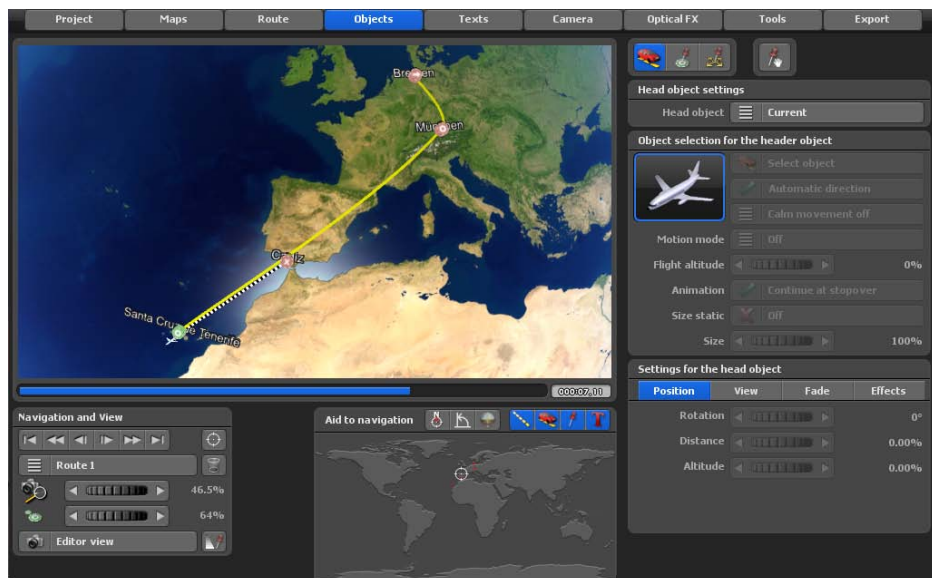 Project Maps Route Objects Texts Camera Optical FX Tools Export
Bremen
München
Cadiz
Santa Cruz de Tenerife
000:07,11
Head object settings
Head object Current
Object selection for the header object
Select object
Automatic direction
Calm movement off
Motion mode Off
Flight altitude 0%
Animation Continue at stopover
Size static Off
Size 100%
Settings for the head object
Position View Fade Effects
Rotation 0°
Distance 0.00%
Altitude 0.00%
Navigation and View
Route 1
46.5%
64%
Editor view
Aid to navigation